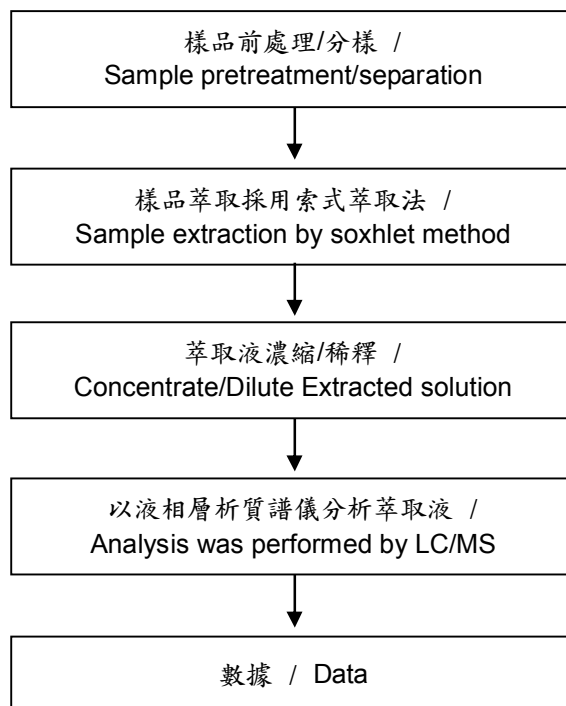 樣品前處理/分樣 /
Sample pretreatment/separation
樣品萃取採用索式萃取法 /
Sample extraction by soxhlet method
萃取液濃縮/稀釋 /
Concentrate/Dilute Extracted solution
以液相層析質譜儀分析萃取液 /
Analysis was performed by LC/MS
數據 / Data